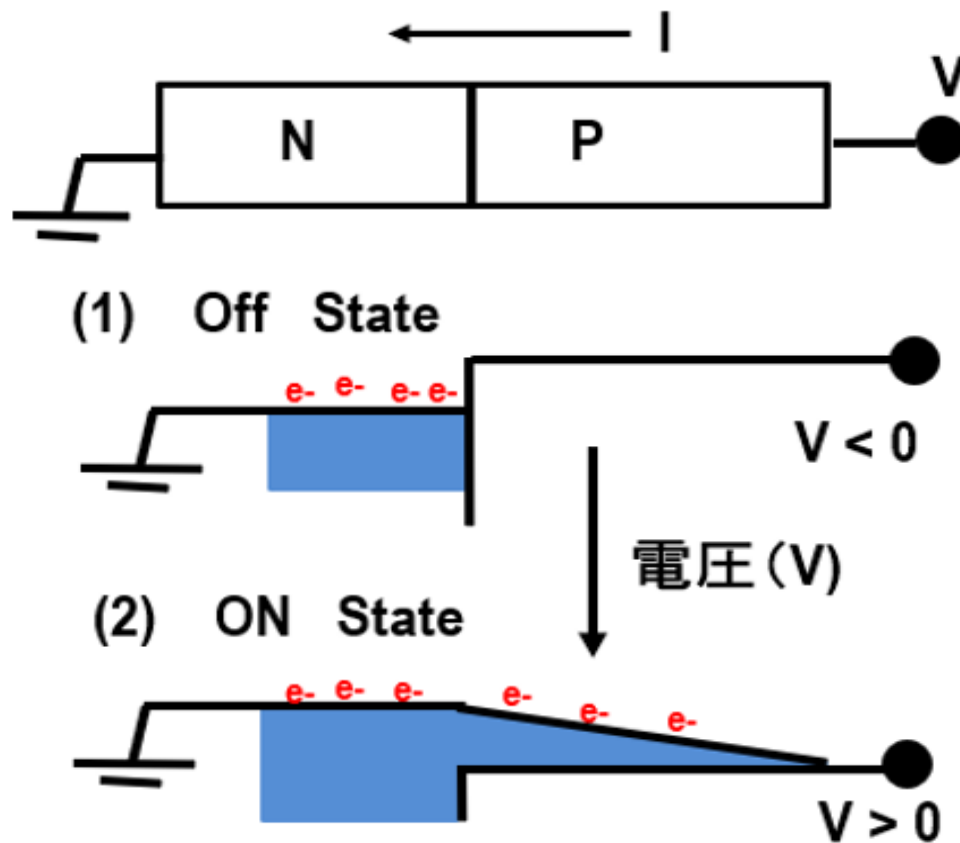 I
V
N P
(1) Off State
e- e- e- e-
V < 0
電圧(V)
(2) ON State
e- e- e- e- e- e-
V > 0